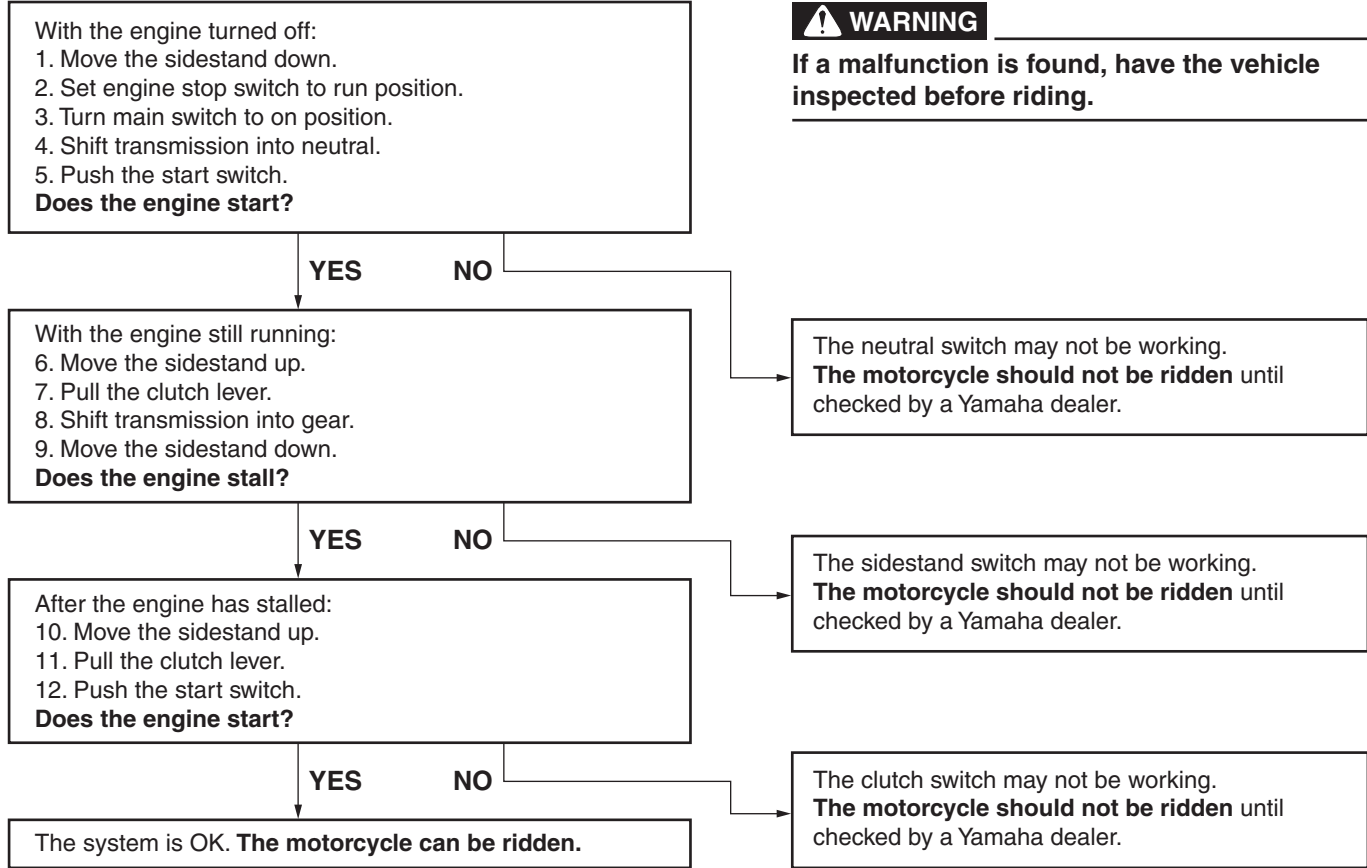 With the engine turned off:
1. Move the sidestand down.
2. Set engine stop switch to run position.
3. Turn main switch to on position.
4. Shift transmission into neutral.
5. Push the start switch.
Does the engine start?
WARNING
If a malfunction is found, have the vehicle
inspected before riding.
YES NO
The neutral switch may not be working.
The motorcycle should not be ridden until
checked by a Yamaha dealer.
With the engine still running:
6. Move the sidestand up.
7. Pull the clutch lever.
8. Shift transmission into gear.
9. Move the sidestand down.
Does the engine stall?
YES NO
The sidestand switch may not be working.
The motorcycle should not be ridden until
checked by a Yamaha dealer.
After the engine has stalled:
10. Move the sidestand up.
11. Pull the clutch lever.
12. Push the start switch.
Does the engine start?
YES NO
The clutch switch may not be working.
The motorcycle should not be ridden until
checked by a Yamaha dealer.
The system is OK. The motorcycle can be ridden.